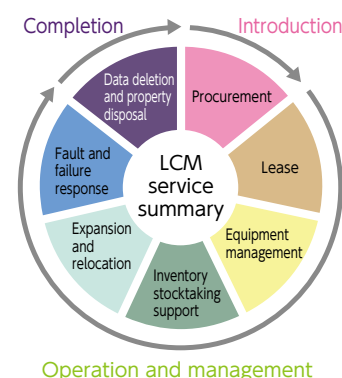 Completion
Introduction
Data deletion
and property
disposal
Procurement
Fault and
failure
response
LCM
service
summary
Lease
Expansion
and
relocation
Equipment
management
Inventory
stocktaking
support
Operation and management